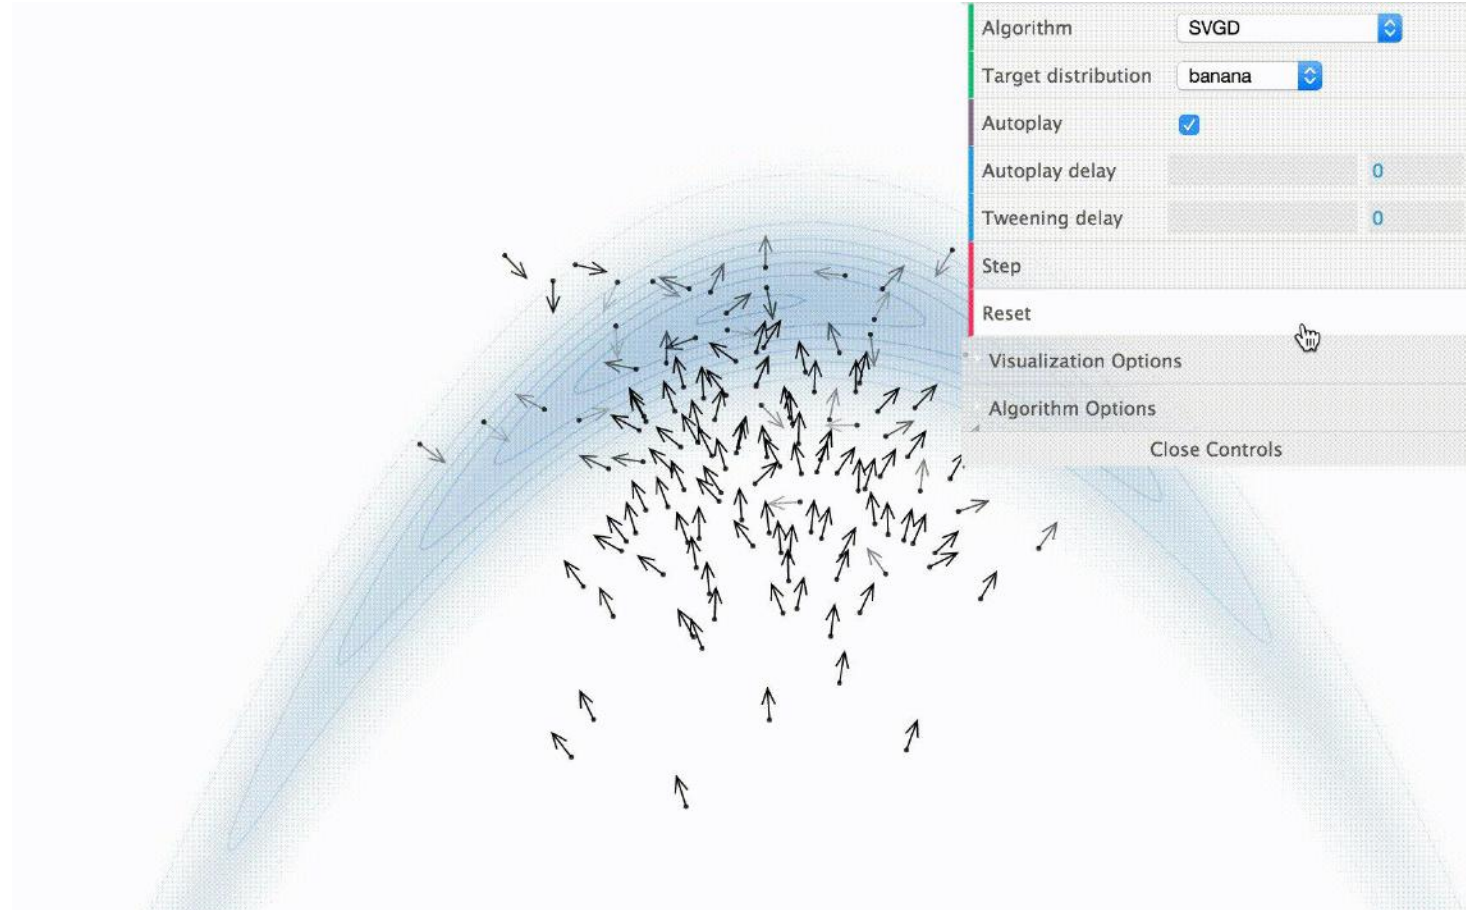 Algorithm SVGD
Target distribution banana
Autoplay
Autoplay delay 0
Tweening delay 0
Step
Reset
Visualization Options
Algorithm Options
Close Controls